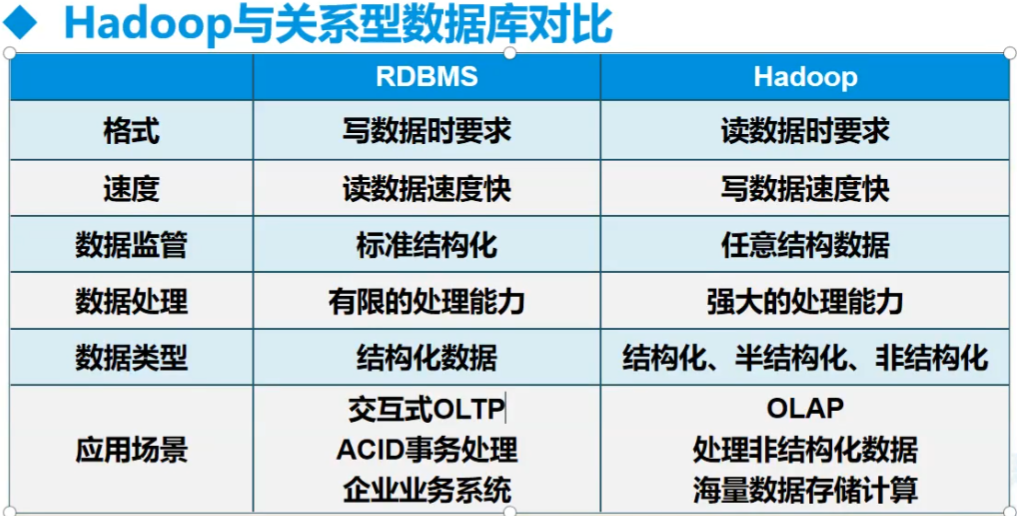 Hadoop与关系型数据库对比
RDBMS Hadoop
格式 写数据时要求 读数据时要求
速度 读数据速度快 写数据速度快
数据监管 标准结构化 任意结构数据
数据处理 有限的处理能力 强大的处理能力
数据类型 结构化数据 结构化、半结构化、非结构化
应用场景 交互式OLTP OLAP
ACID事务处理 处理非结构化数据
企业业务系统 海量数据存储计算